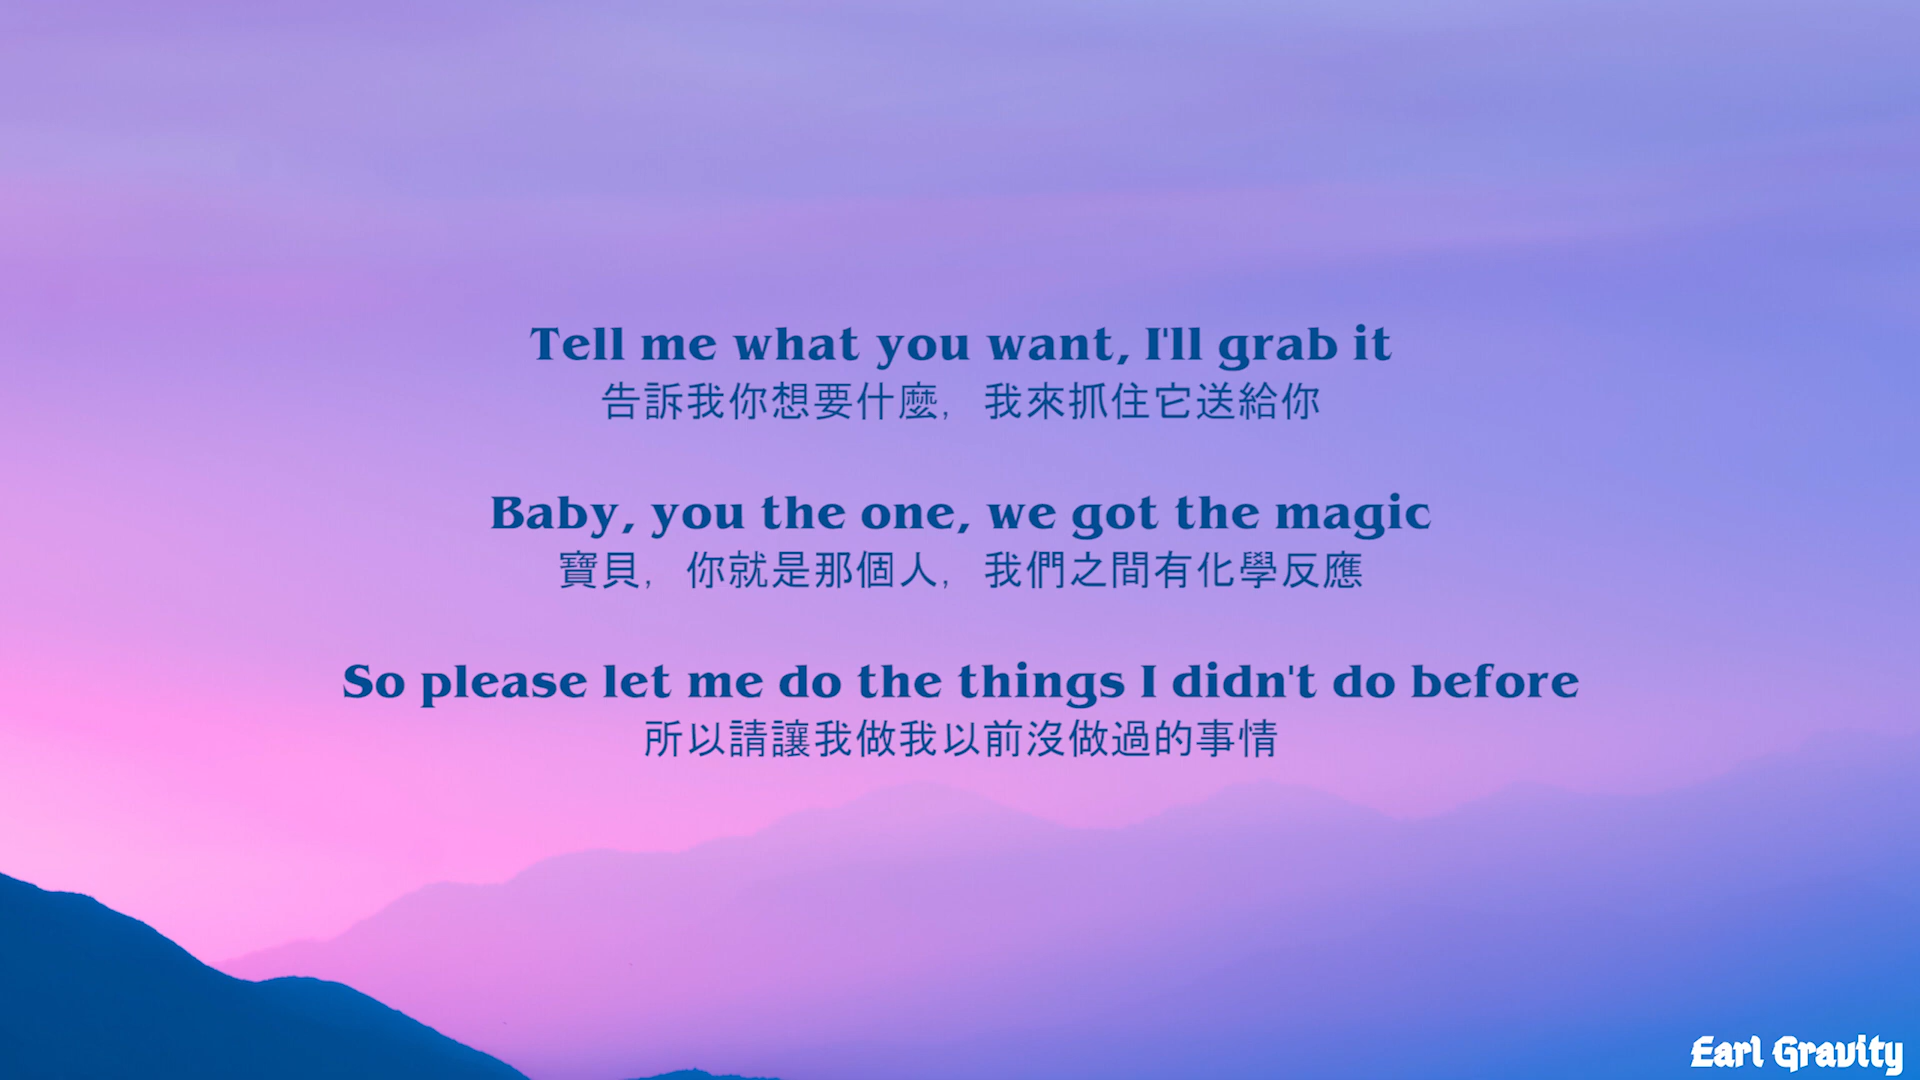 Tell me what you want, I'll grab it
告訴我你想要什麼，我來抓住它送給你
Baby, you the one, we got the magic
寶貝，你就是那個人，我們之間有化學反應
So please let me do the things I didn't do before
所以請讓我做我以前沒做過的事情
Earl Gravity